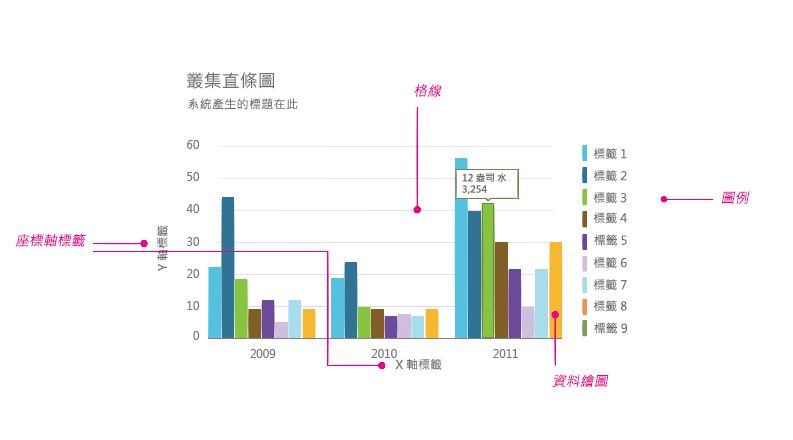 叢集直條圖
系統產生的標題在此
格線
60
50
40
30
20
10
0
Y 軸標籤
座標軸標籤
12 盎司 水
3,254
標籤 1
標籤 2
標籤 3
標籤 4
標籤 5
標籤 6
標籤 7
標籤 8
標籤 9
圖例
2009
2010
2011
X 軸標籤
資料繪圖